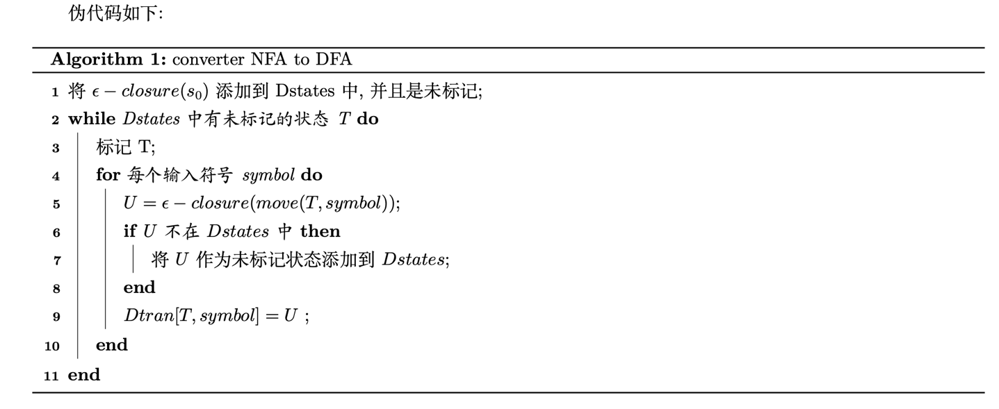 伪代码如下:
Algorithm 1: converter NFA to DFA
1 将 ϵ − closure(s₀) 添加到 Dstates 中, 并且是未标记;
2 while Dstates 中有未标记的状态 T do
3 标记 T;
4 for 每个输入符号 symbol do
5 U = ϵ − closure(move(T, symbol));
6 if U 不在 Dstates 中 then
7 将 U 作为未标记状态添加到 Dstates;
8 end
9 Dtran[T, symbol] = U ;
10 end
11 end